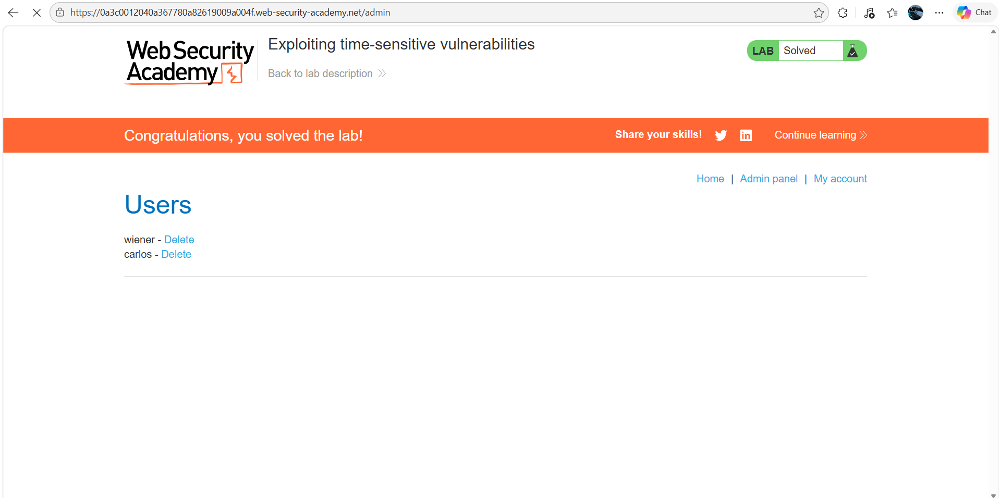 https://0a3c0012040a367780a82619009a004f.web-security-academy.net/admin
Chat
Web Security
Academy
Exploiting time-sensitive vulnerabilities
Back to lab description
LAB Solved
Congratulations, you solved the lab!
Share your skills!
Continue learning
Home | Admin panel | My account
Users
wiener - Delete
carlos - Delete